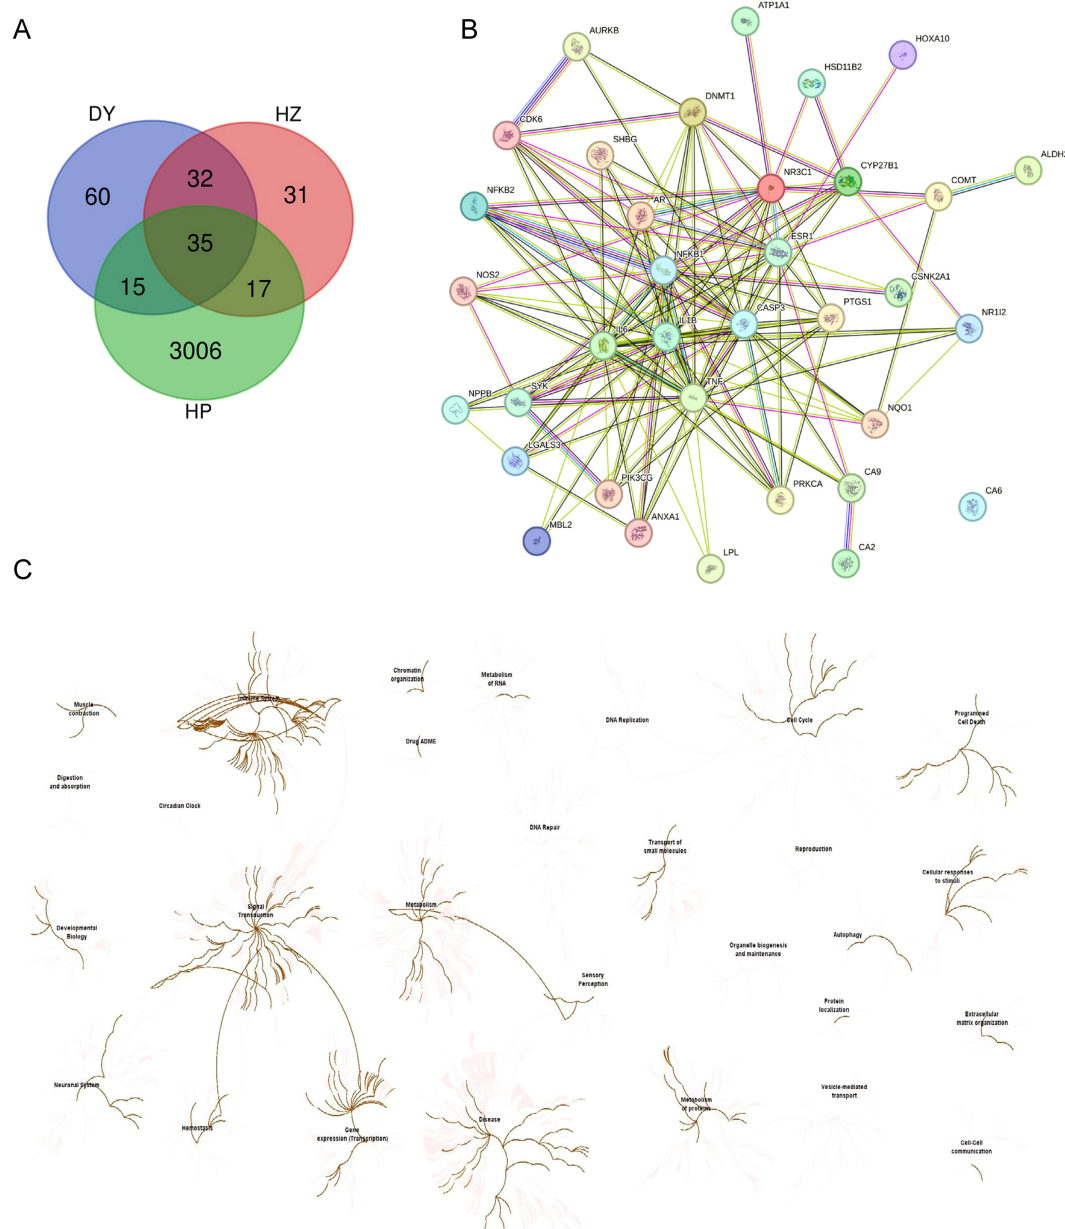 A
B
DY
HZ
60
32
31
35
15
17
3006
HP
ATP1A1
AURKB
HOXA10
HSD11B2
DNMT1
CDK6
SHBG
CYP27B1
ALDH
NR3C1
COMT
NFKB2
AR
ESR1
NFKB1
NOS2
CSNK2A1
CASP3
PTGS1
NR1I2
IL6
IL1B
TNF
SYK
NPPB
NQO1
LGALS3
CA9
PIK3CG
PRKCA
CA6
ANXA1
MBL2
LPL
CA2
C
Muscle
contraction
Immune System
Chromatin
organization
Metabolism
of RNA
DNA Replication
Cell Cycle
Programmed
Cell Death
Drug ADME
Digestion
and absorption
Circadian Clock
DNA Repair
Transport of
small molecules
Reproduction
Cellular responses
to stimuli
Signal
Transduction
Metabolism
Developmental
Biology
Organelle biogenesis
and maintenance
Autophagy
Sensory
Perception
Protein
localization
Extracellular
matrix organization
Neuronal System
Hemostasis
Gene
expression (Transcription)
Disease
Metabolism
of proteins
Vesicle-mediated
transport
Cell-Cell
communication